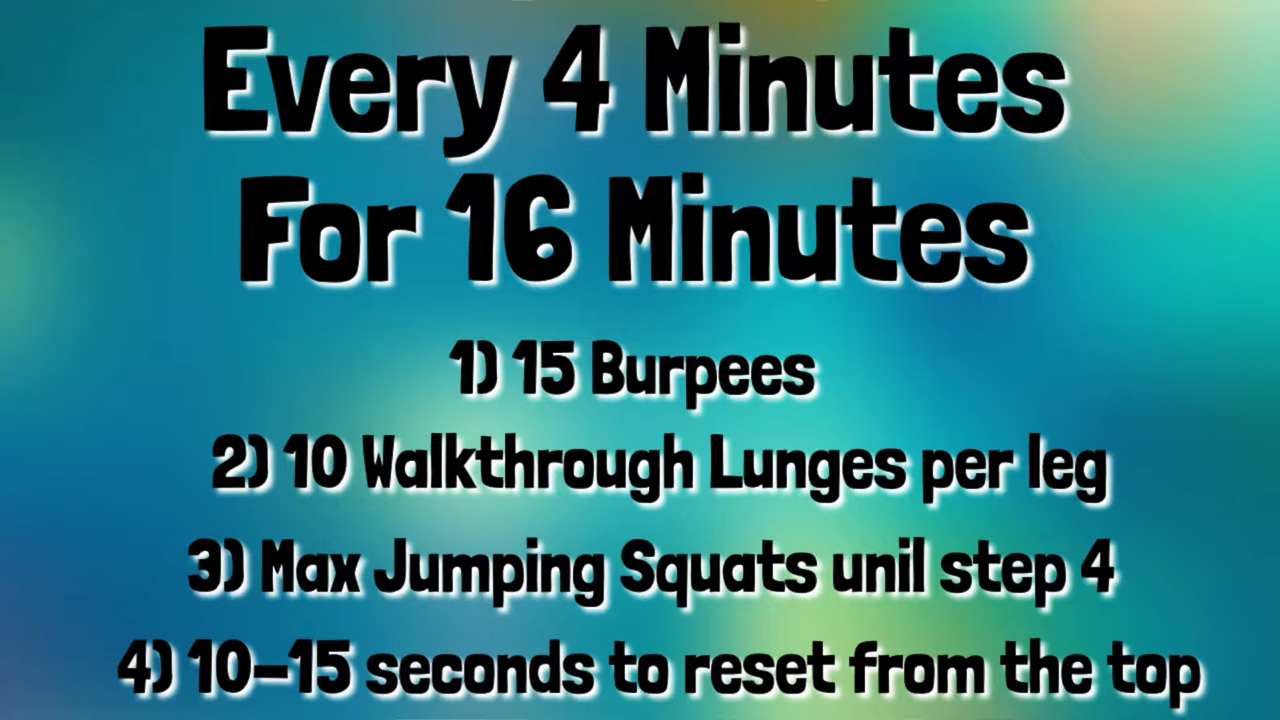 Every 4 Minutes
For 16 Minutes
1) 15 Burpees
2) 10 Walkthrough Lunges per leg
3) Max Jumping Squats unil step 4
4) 10–15 seconds to reset from the top